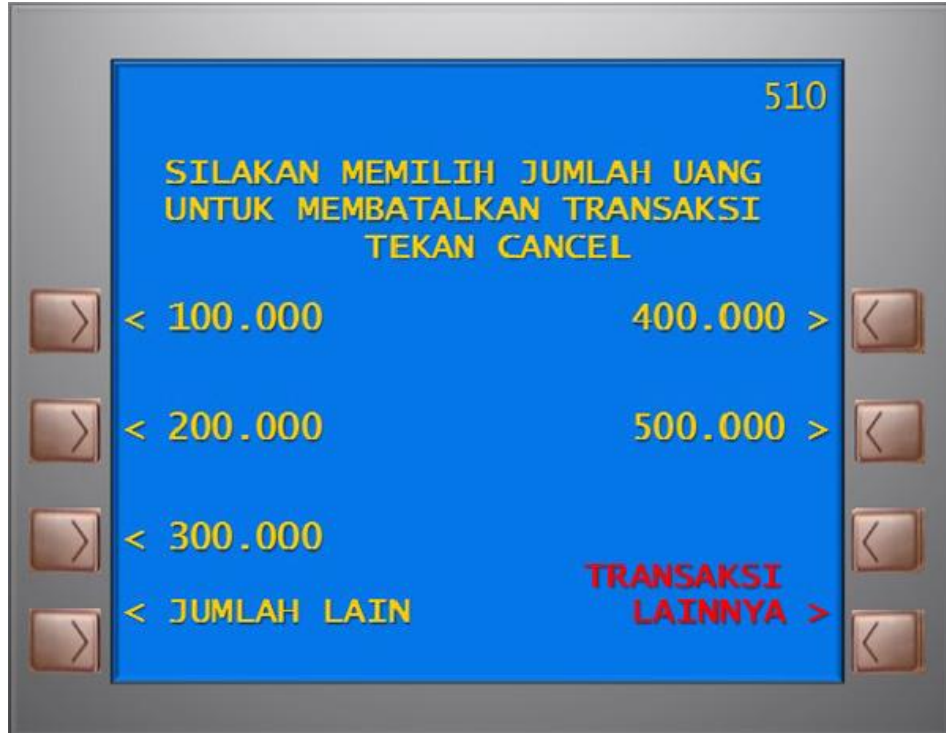 510
SILAKAN MEMILIH JUMLAH UANG
UNTUK MEMBATALKAN TRANSAKSI
TEKAN CANCEL
< 100.000
400.000 >
< 200.000
500.000 >
< 300.000
TRANSAKSI
< JUMLAH LAIN
LAINNYA >